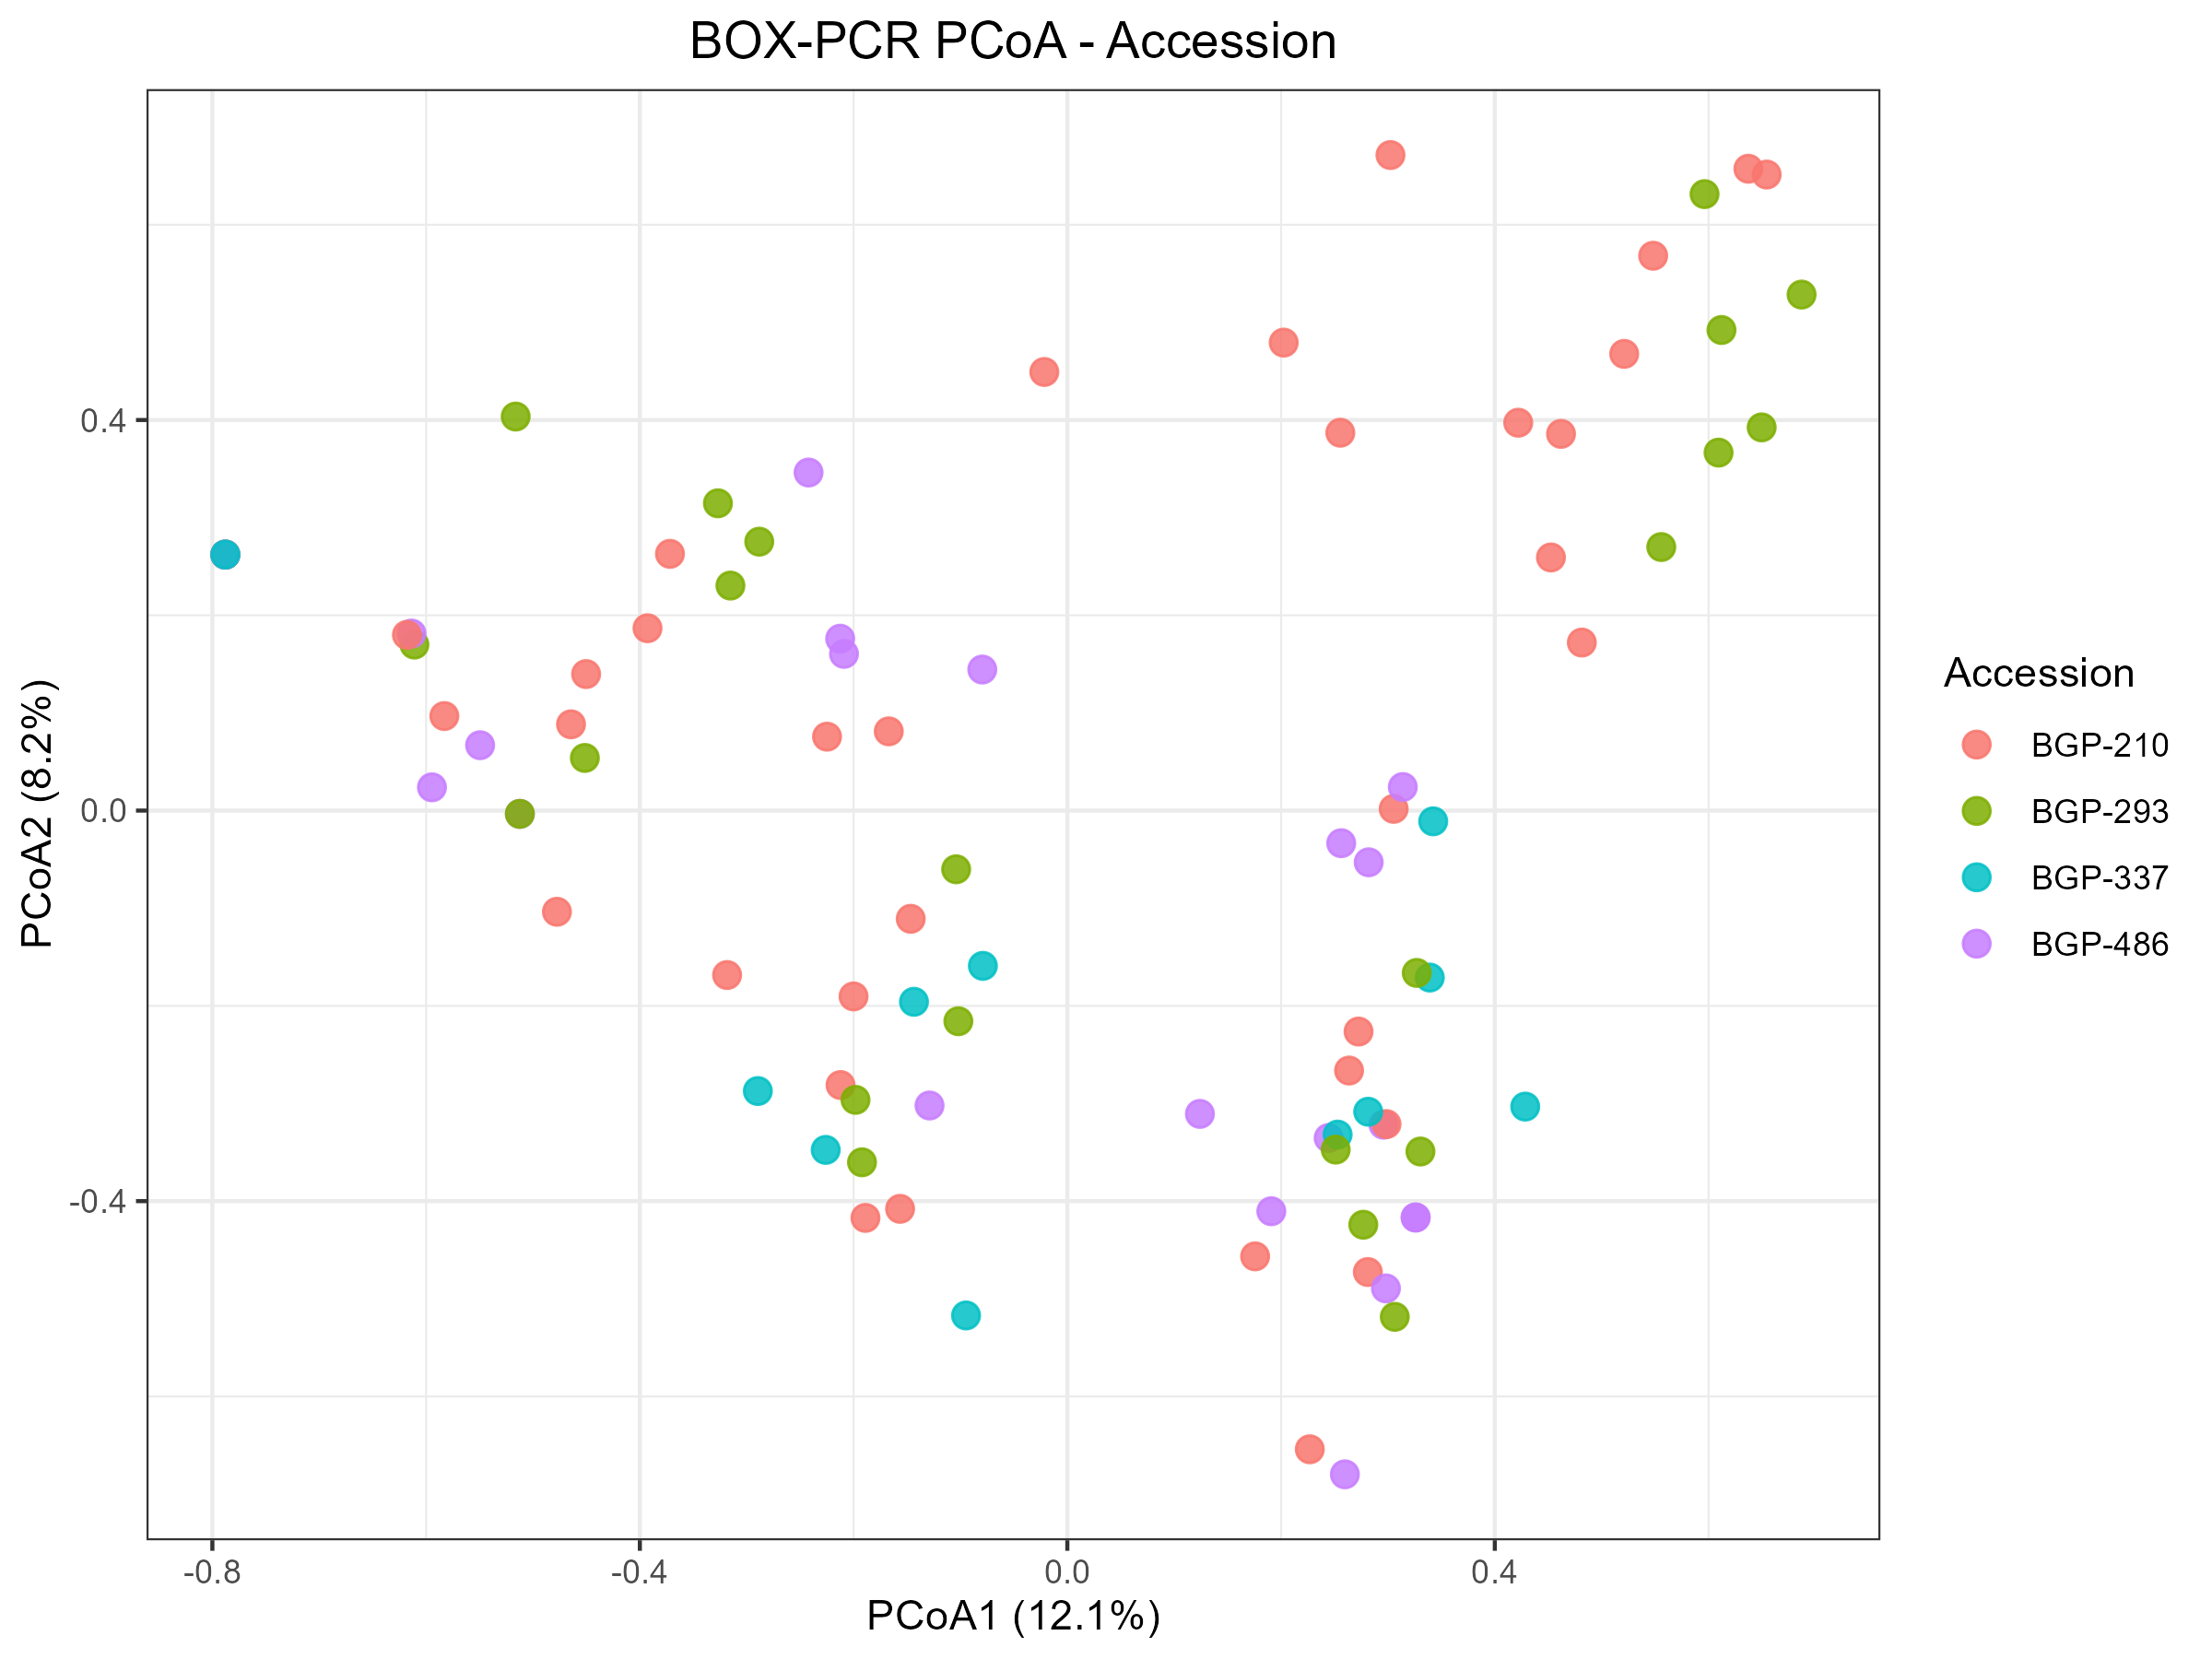 BOX-PCR PCoA - Accession
PCoA2 (8.2%)
0.4
0.0
-0.4
-0.8
-0.4
0.0
0.4
PCoA1 (12.1%)
Accession
BGP-210
BGP-293
BGP-337
BGP-486